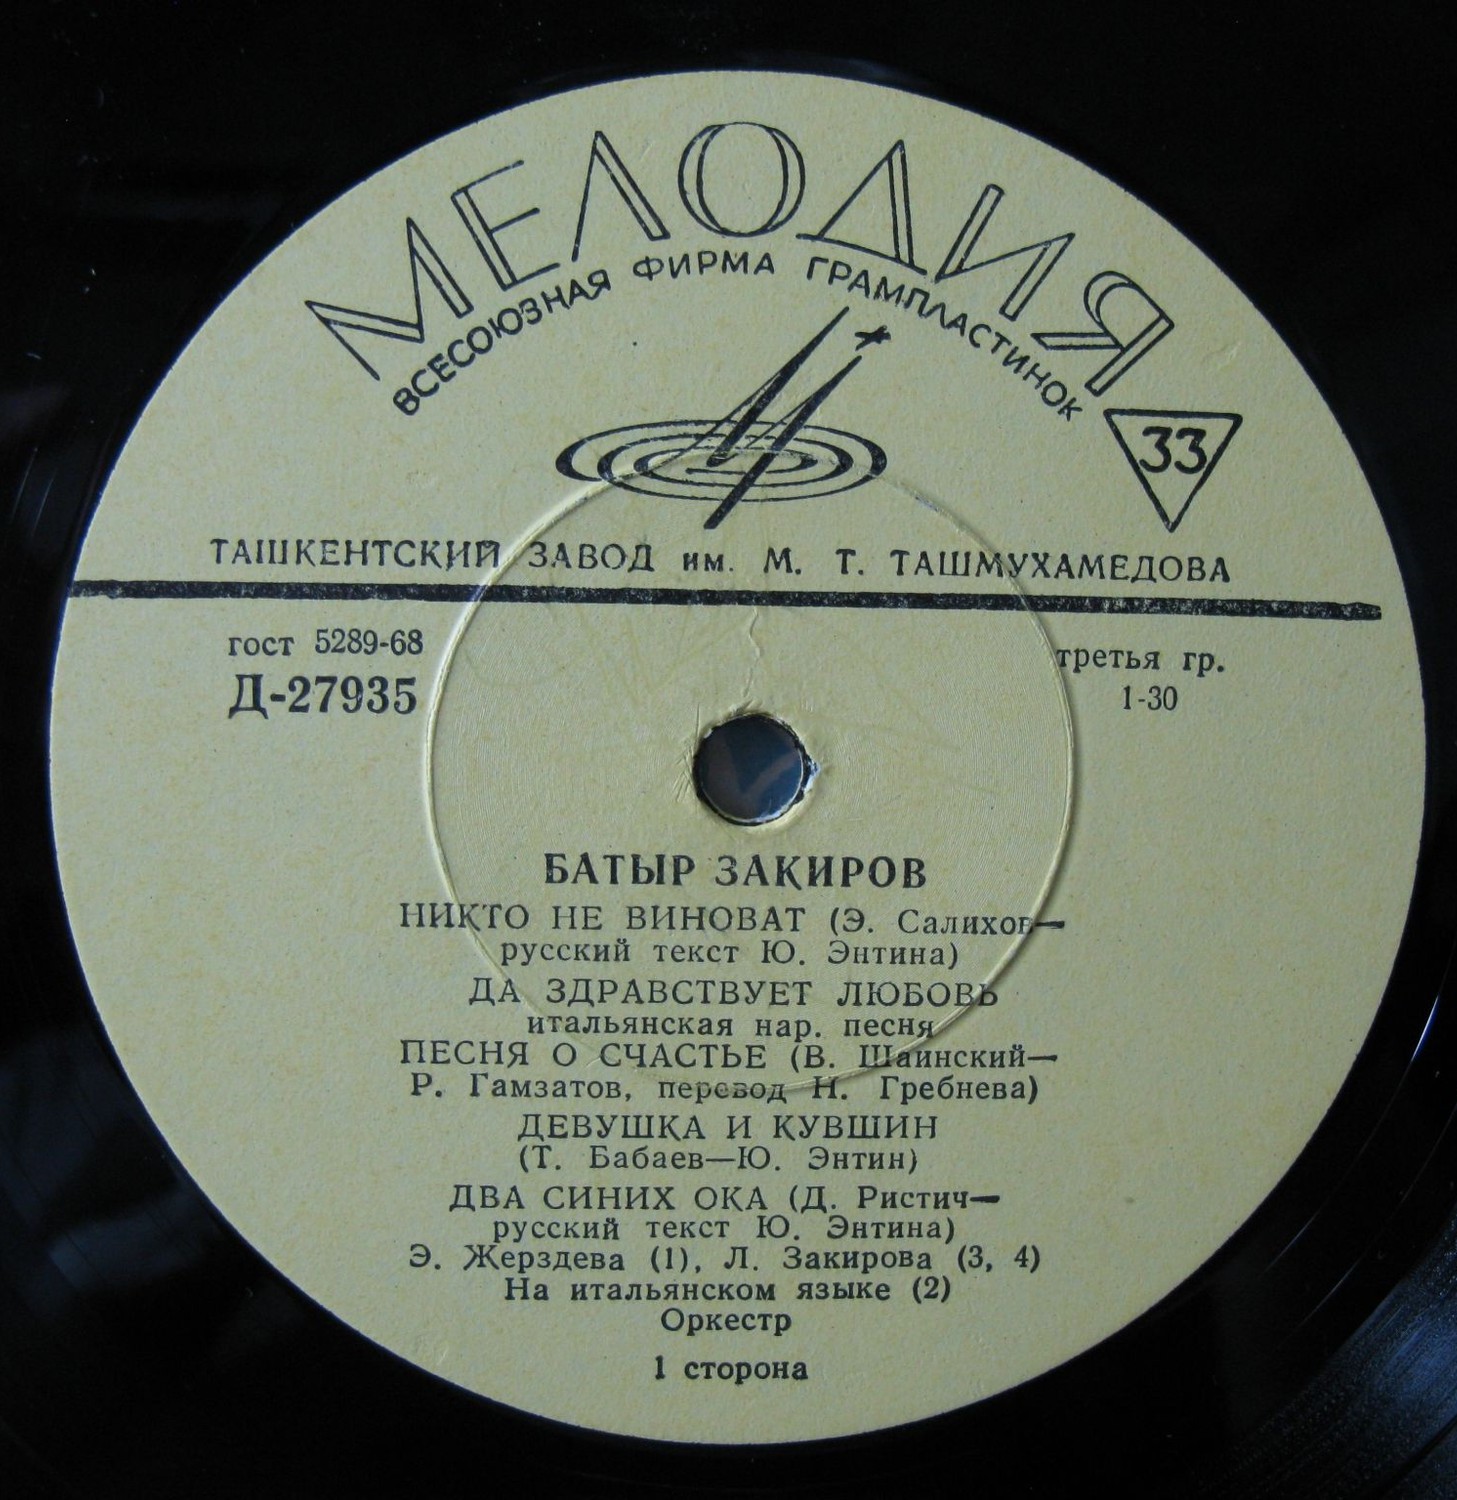 МЕЛОДИЯ
ВСЕСОЮЗНАЯ ФИРМА ГРАМПЛАСТИНОК
33
ТАШКЕНТСКИЙ ЗАВОД им. М. Т. ТАШМУХАМЕДОВА
гост 5289-68
третья гр.
Д-27935
1-30
БАТЫР ЗАКИРОВ
НИКТО НЕ ВИНОВАТ (Э. Салихов—
русский текст Ю. Энтина)
ДА ЗДРАВСТВУЕТ ЛЮБОВЬ
итальянская нар. песня
ПЕСНЯ О СЧАСТЬЕ (В. Шаинский—
Р. Гамзатов, перевод Н. Гребнева)
ДЕВУШКА И КУВШИН
(Т. Бабаев—Ю. Энтин)
ДВА СИНИХ ОКА (Д. Ристич—
русский текст Ю. Энтина)
Э. Жерздева (1), Л. Закирова (3, 4)
На итальянском языке (2)
Оркестр
1 сторона